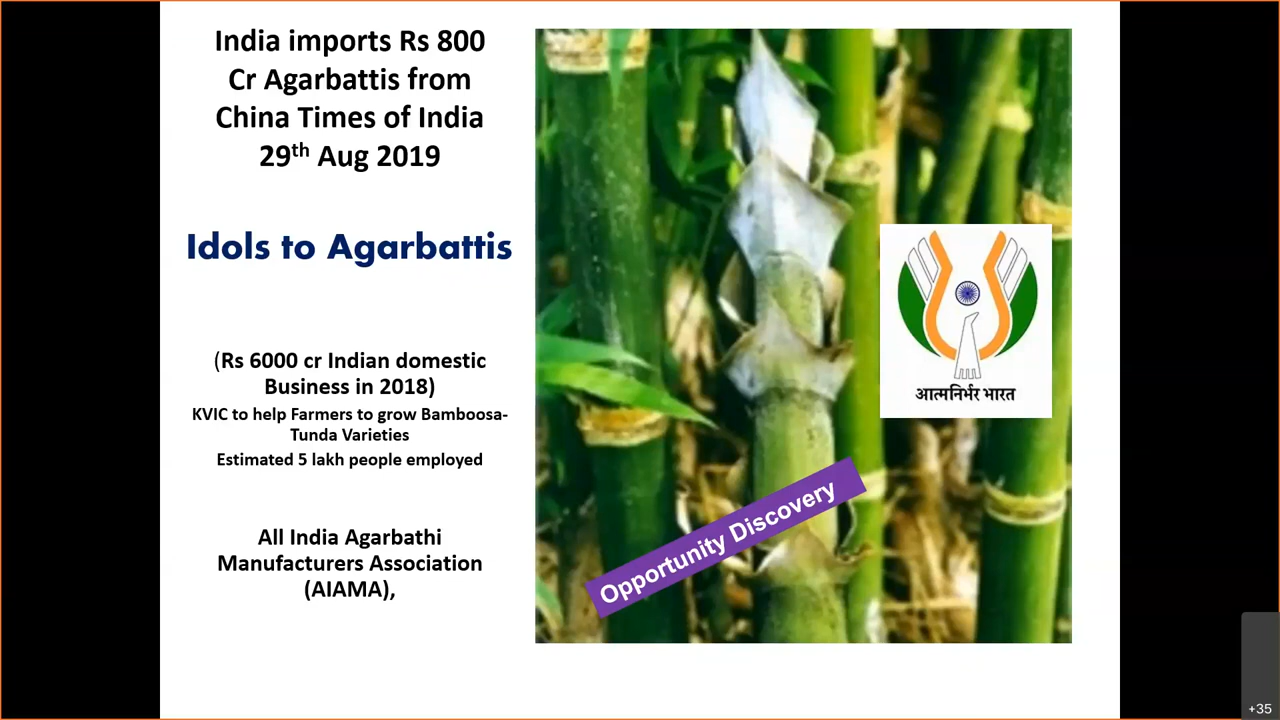 India imports Rs 800
Cr Agarbattis from
China Times of India
29th Aug 2019
Idols to Agarbattis
(Rs 6000 cr Indian domestic
Business in 2018)
KVIC to help Farmers to grow Bamboosa-
Tunda Varieties
Estimated 5 lakh people employed
All India Agarbathi
Manufacturers Association
(AIAMA),
आत्मनिर्भर भारत
Opportunity Discovery
+35